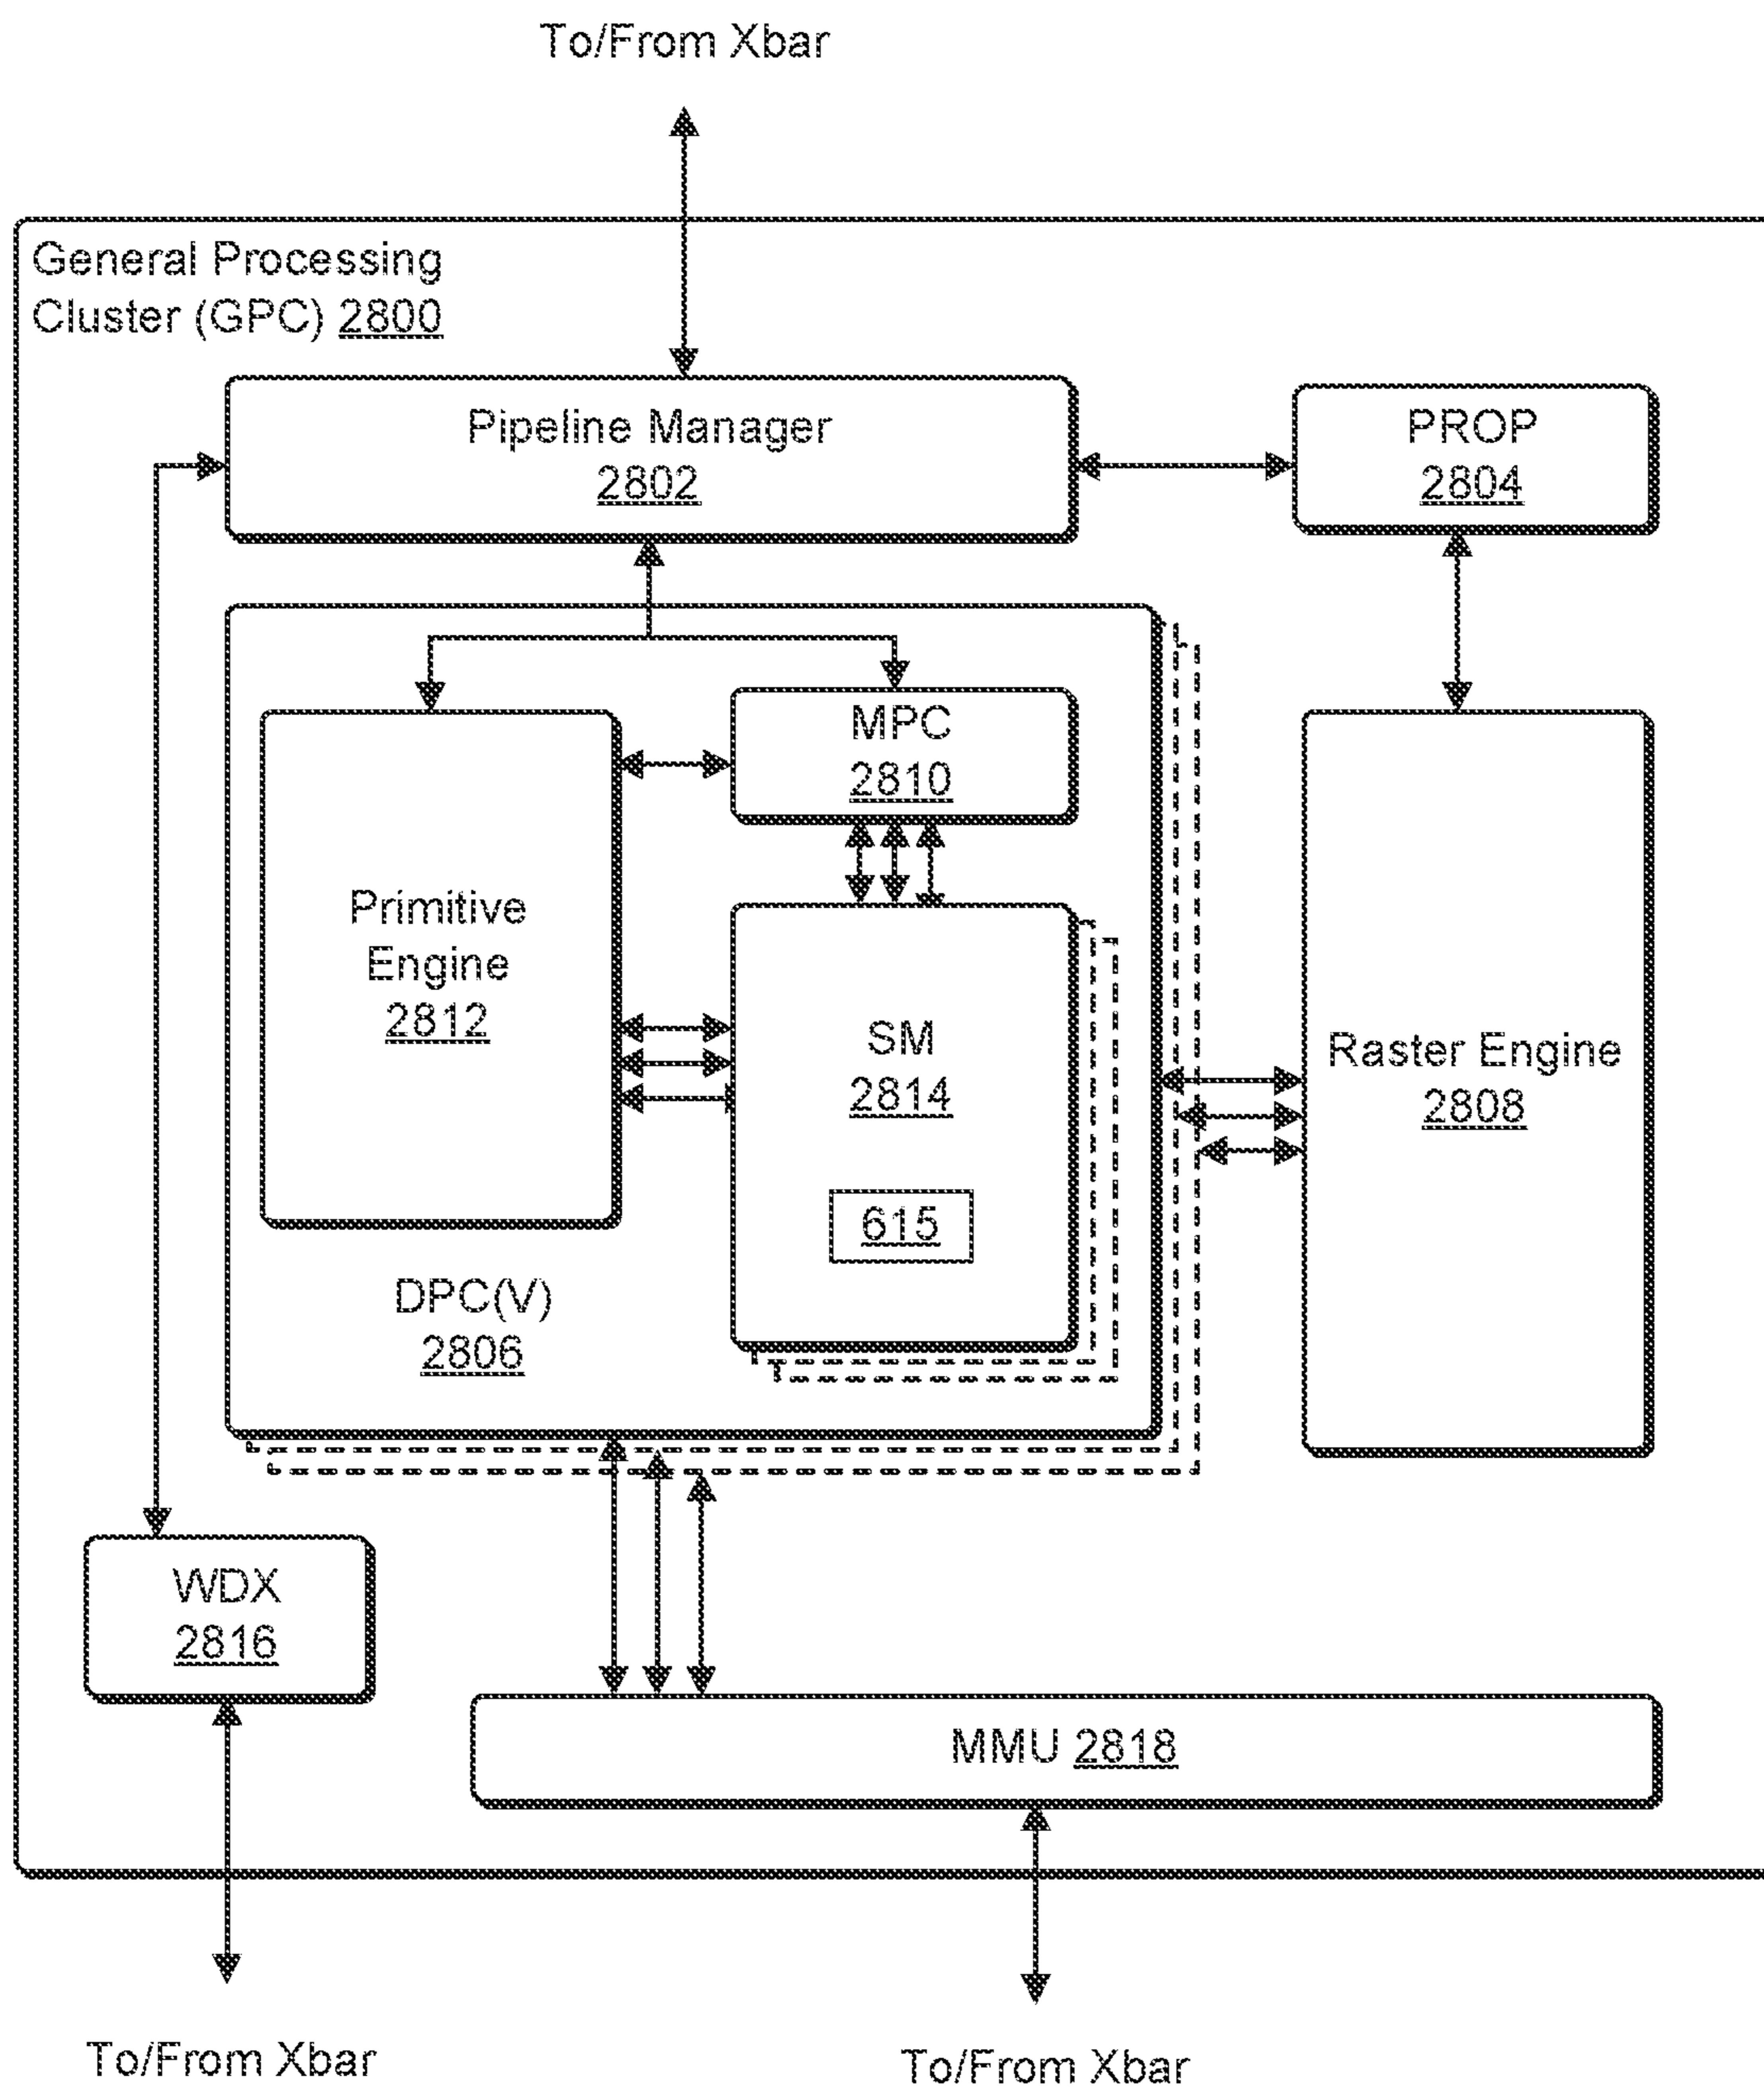 To/From Xbar
General Processing
Cluster (GPC) 2800
Pipeline Manager
2802
PROP
2804
MPC
2810
Primitive
Engine
2812
SM
2814
615
Raster Engine
2808
DPC(V)
2806
WDX
2816
MMU 2818
To/From Xbar
To/From Xbar